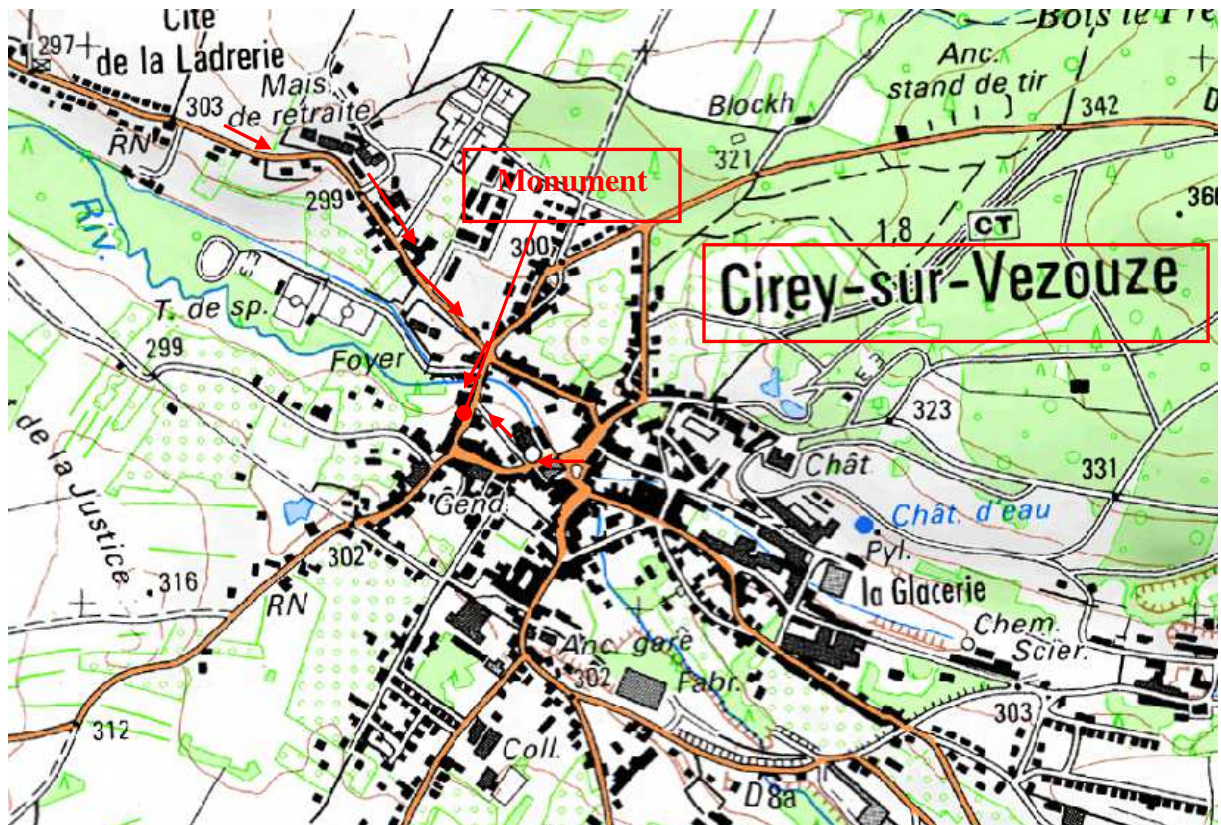 Cité
de la Ladrerie
Bois le Fre
297
Mais.
de retraite
Anc.
stand de tir
303
Blockh
342
D
RN
321
Monument
299
360
RIV.
300
1,8
CT
Cirey-sur-Vezouze
T. de sp.
299
Foyer
E 3
323
de la Justice
Chât.
331
Gend.
Chât. d'eau
302
Pyl.
316
RN
la Glacerie
Chem.
Scier.
Anc. gare
302
Fabr.
303
312
Coll.
D8a